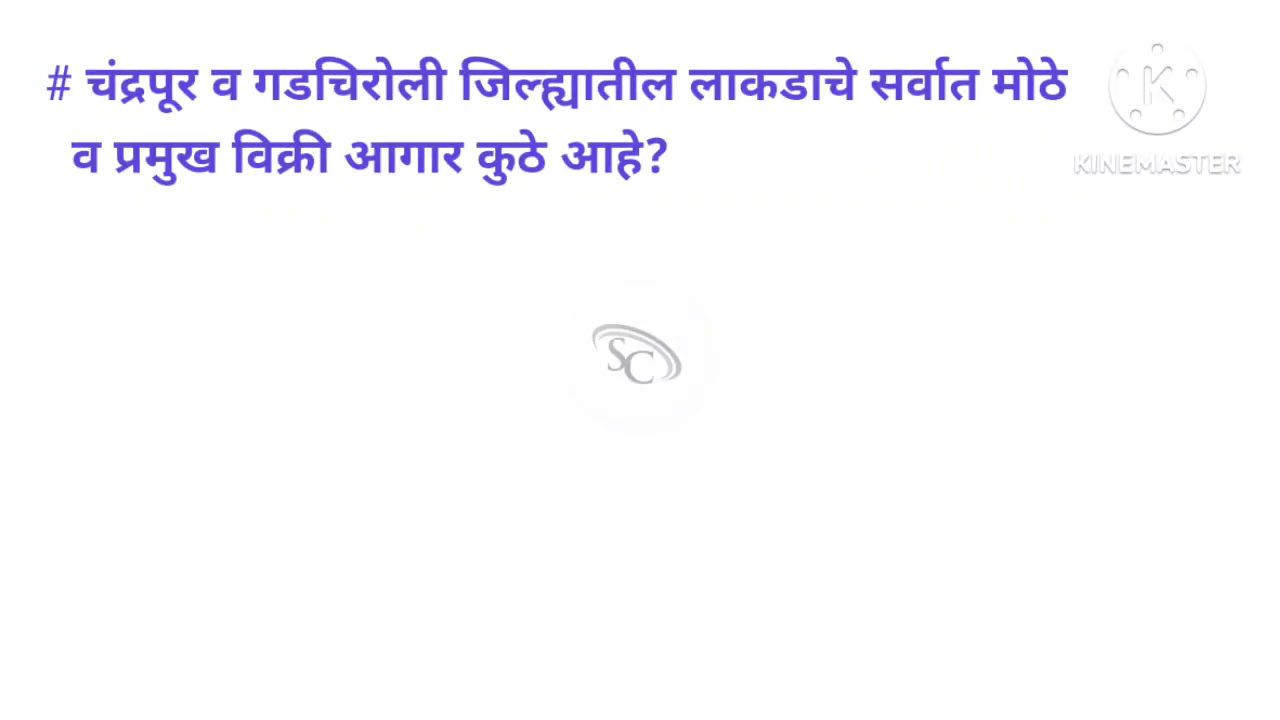 # चंद्रपूर व गडचिरोली जिल्ह्यातील लाकडाचे सर्वात मोठे
व प्रमुख विक्री आगार कुठे आहे?
K
KINEMASTER
SC